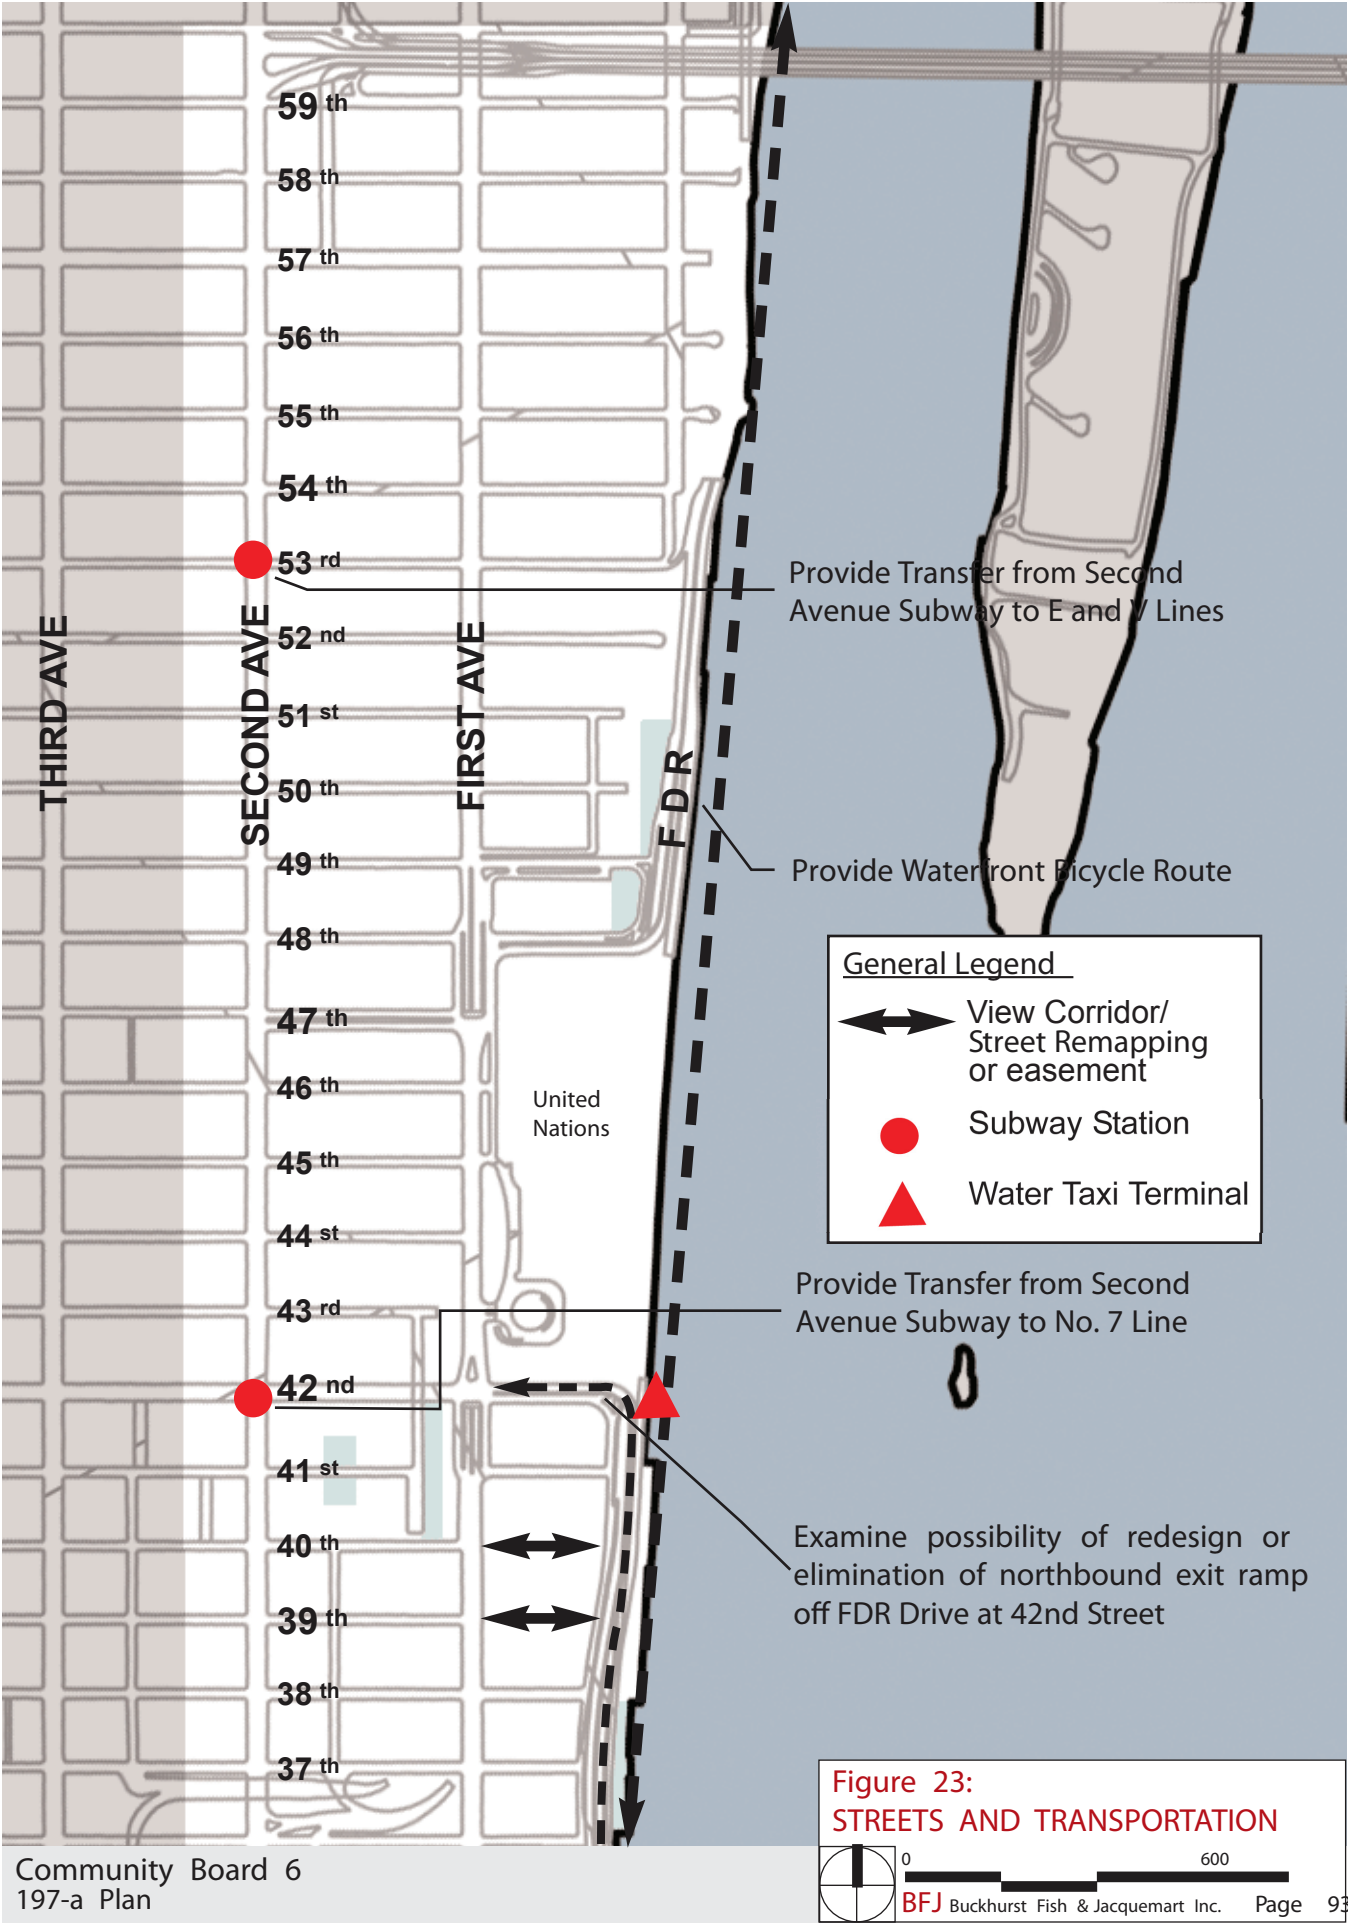 59 th
58 th
57 th
56 th
55 th
54 th
53 rd
Provide Transfer from Second
Avenue Subway to E and V Lines
52 nd
THIRD AVE
SECOND AVE
FIRST AVE
51 st
50 th
FDR
49 th
Provide Waterfront Bicycle Route
48 th
General Legend
View Corridor/
Street Remapping
or easement
Subway Station
Water Taxi Terminal
47 th
46 th
United
Nations
45 th
44 st
43 rd
Provide Transfer from Second
Avenue Subway to No. 7 Line
42 nd
41 st
40 th
Examine possibility of redesign or
elimination of northbound exit ramp
off FDR Drive at 42nd Street
39 th
38 th
37 th
Figure 23:
STREETS AND TRANSPORTATION
0 600
BFJ Buckhurst Fish & Jacquemart Inc. Page 93
Community Board 6
197-a Plan